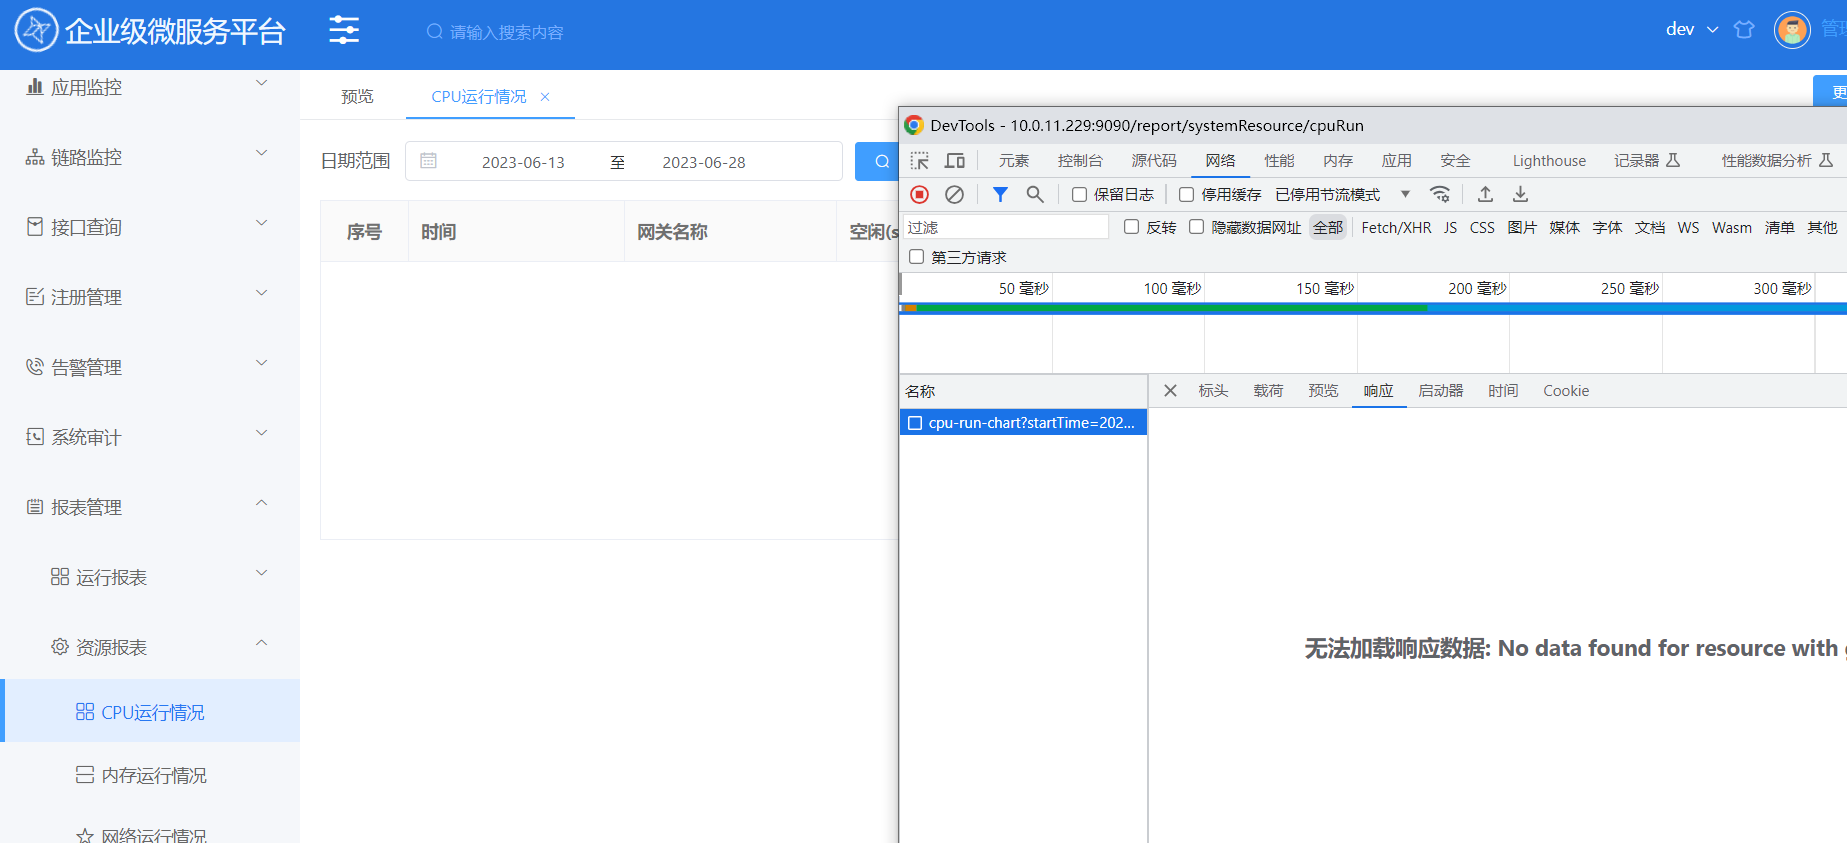 企业级微服务平台
请输入搜索内容
dev
管理
应用监控
链路监控
接口查询
注册管理
告警管理
系统审计
报表管理
运行报表
资源报表
CPU运行情况
内存运行情况
网络运行情况
预览
CPU运行情况
更
日期范围 2023-06-13 至 2023-06-28
序号 时间 网关名称 空闲(s
DevTools - 10.0.11.229:9090/report/systemResource/cpuRun
元素 控制台 源代码 网络 性能 内存 应用 安全 Lighthouse 记录器 性能数据分析
保留日志 停用缓存 已停用节流模式
过滤 反转 隐藏数据网址 全部 Fetch/XHR JS CSS 图片 媒体 字体 文档 WS Wasm 清单 其他
第三方请求
50 毫秒 100 毫秒 150 毫秒 200 毫秒 250 毫秒 300 毫秒
名称
cpu-run-chart?startTime=202...
标头 载荷 预览 响应 启动器 时间 Cookie
无法加载响应数据: No data found for resource with